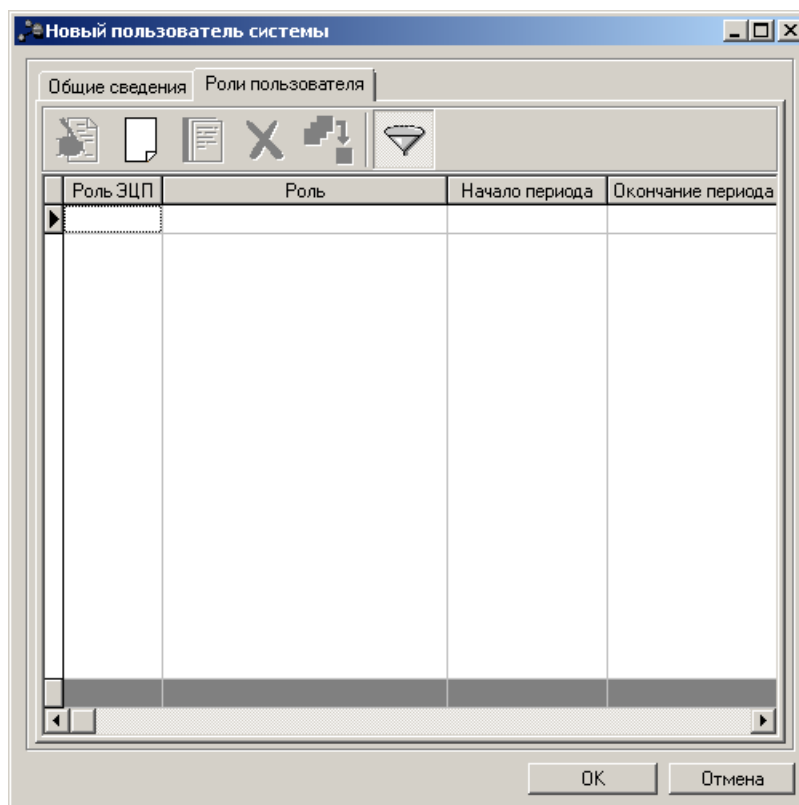 Новый пользователь системы
Общие сведения Роли пользователя
Роль ЭЦП Роль Начало периода Окончание периода
OK Отмена